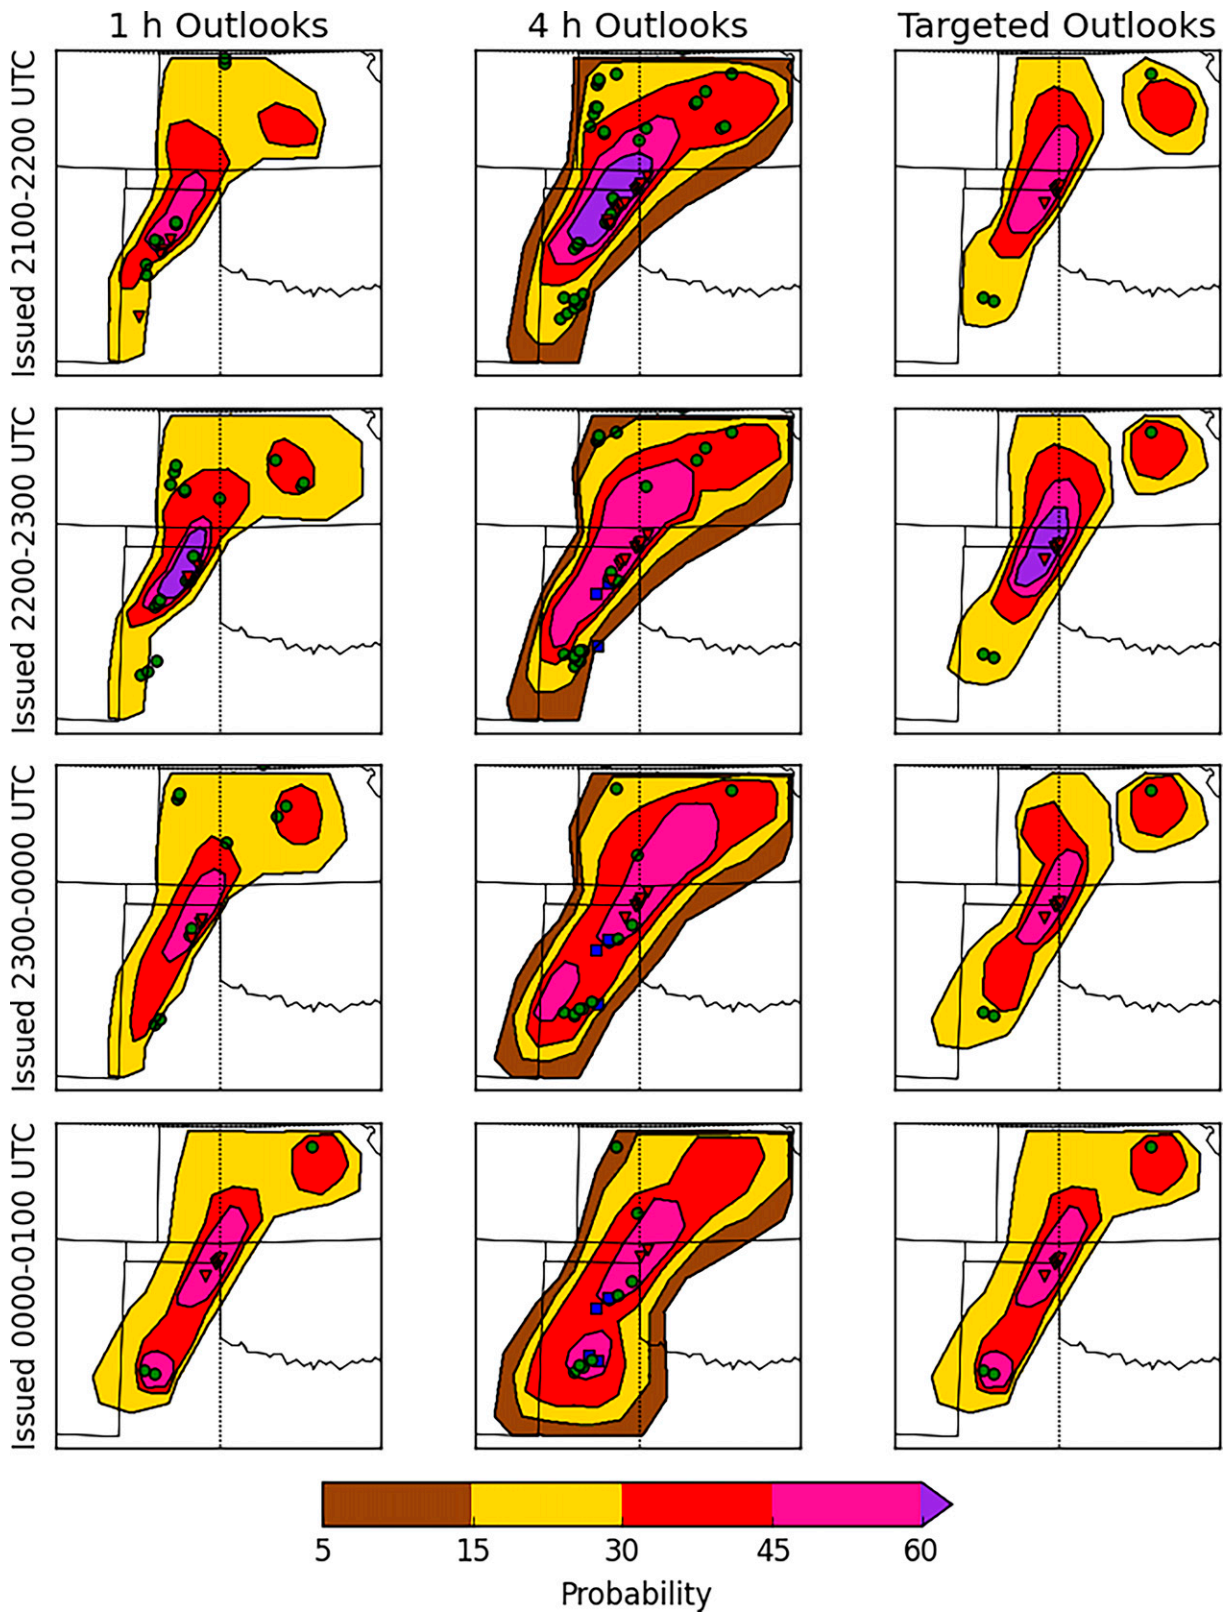 1 h Outlooks
4 h Outlooks
Targeted Outlooks
Issued 2100-2200 UTC
Issued 2200-2300 UTC
Issued 2300-0000 UTC
Issued 0000-0100 UTC
5 15 30 45 60
Probability